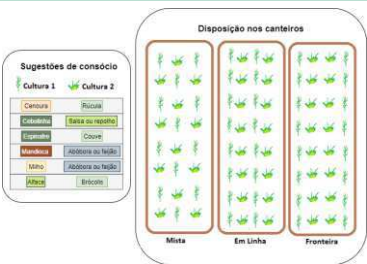 Sugestões de consócio
Cultura 1 Cultura 2
Cenoura Rúcula
Cebolinha Salsa ou repolho
Espinafre Couve
Mandioca Abóbora ou feijão
Milho Abóbora ou feijão
Alface Brócolis
Disposição nos canteiros
Mista Em Linha Fronteira